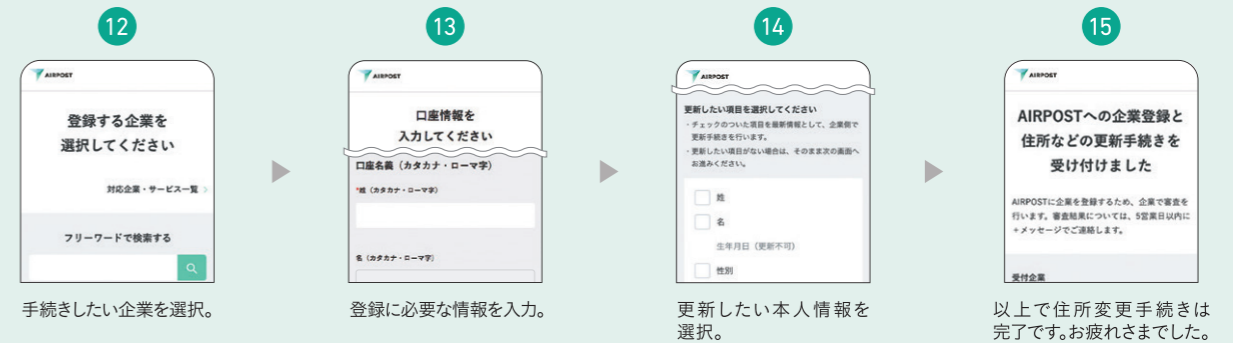 12
AIRPOST
登録する企業を
選択してください
対応企業・サービス一覧 >
フリーワードで検索する
手続きしたい企業を選択。
13
AIRPOST
口座情報を
入力してください
口座名義（カタカナ・ローマ字）
*姓（カタカナ・ローマ字）
名（カタカナ・ローマ字）
登録に必要な情報を入力。
14
AIRPOST
更新したい項目を選択してください
・チェックのついた項目を最新情報として、企業側で
更新手続きを行います。
・更新したい項目がない場合は、そのまま次の画面へ
お進みください。
姓
名
生年月日（更新不可）
性別
更新したい本人情報を
選択。
15
AIRPOST
AIRPOSTへの企業登録と
住所などの更新手続きを
受け付けました
AIRPOSTに企業を登録するため、企業で審査を
行います。審査結果については、5営業日以内に
+メッセージでご連絡します。
受付企業
以上で住所変更手続きは
完了です。お疲れさまでした。